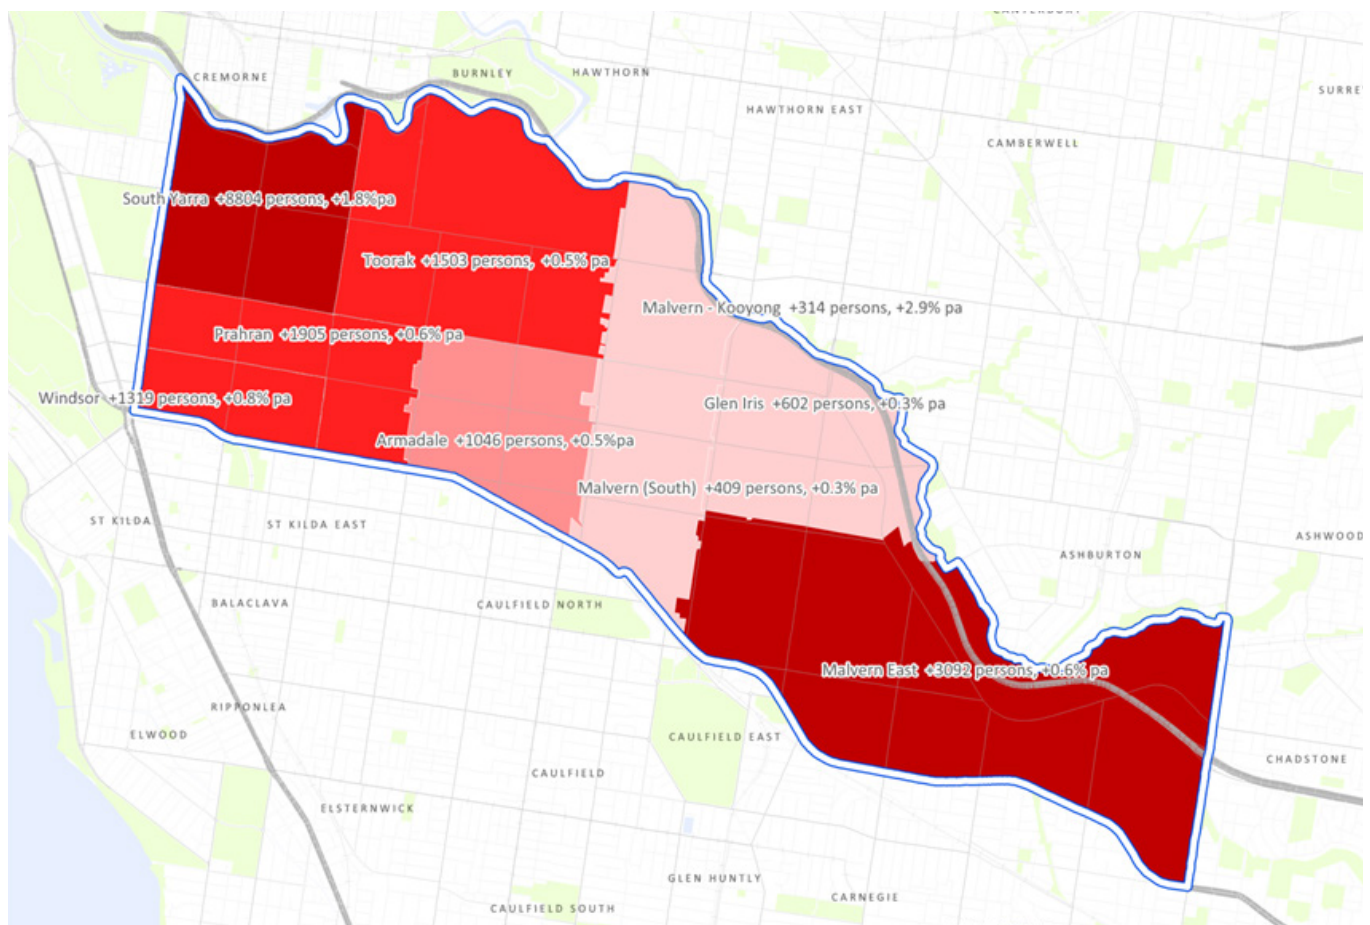 CREMORNE
BURNLEY
HAWTHORN
HAWTHORN EAST
CAMBERWELL
South Yarra +8804 persons, +1.8%pa
Toorak +1503 persons, +0.5% pa
Malvern - Kooyong +314 persons, +2.9% pa
Prahran +1905 persons, +0.6% pa
Windsor +1319 persons, +0.8% pa
Glen Iris +602 persons, +0.3% pa
Armadale +1046 persons, +0.5%pa
Malvern (South) +409 persons, +0.3% pa
ST KILDA
ST KILDA EAST
ASHWOOD
ASHBURTON
BALACLAVA
CAULFIELD NORTH
Malvern East +3092 persons, +0.6% pa
RIPPONLEA
ELWOOD
CAULFIELD EAST
CHADSTONE
CAULFIELD
ELSTERNWICK
GLEN HUNTLY
CARNEGIE
CAULFIELD SOUTH